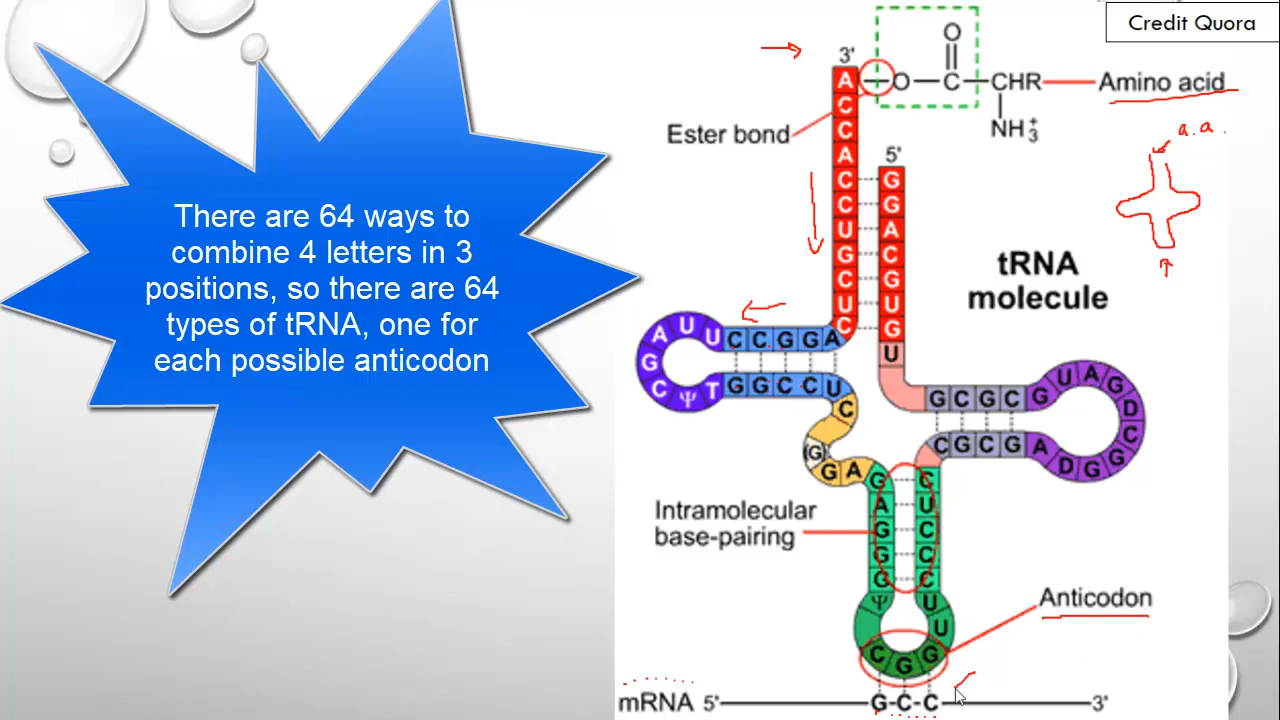 There are 64 ways to
combine 4 letters in 3
positions, so there are 64
types of tRNA, one for
each possible anticodon
Credit Quora
3'
O
A O C CHR Amino acid
NH3+
a.a.
Ester bond
C
C
A
5'
C G
C G
U A
G C
C G
U U
C G
U
tRNA
molecule
A U U C C G G A
G
C Ψ T G G C C U
C
(G)
G A
G C G C G U A G D C G G D A
C G C G
G C
A U
G C
G C
G C
Ψ U
U
C G G
Intramolecular
base-pairing
Anticodon
mRNA 5' G-C-C 3'